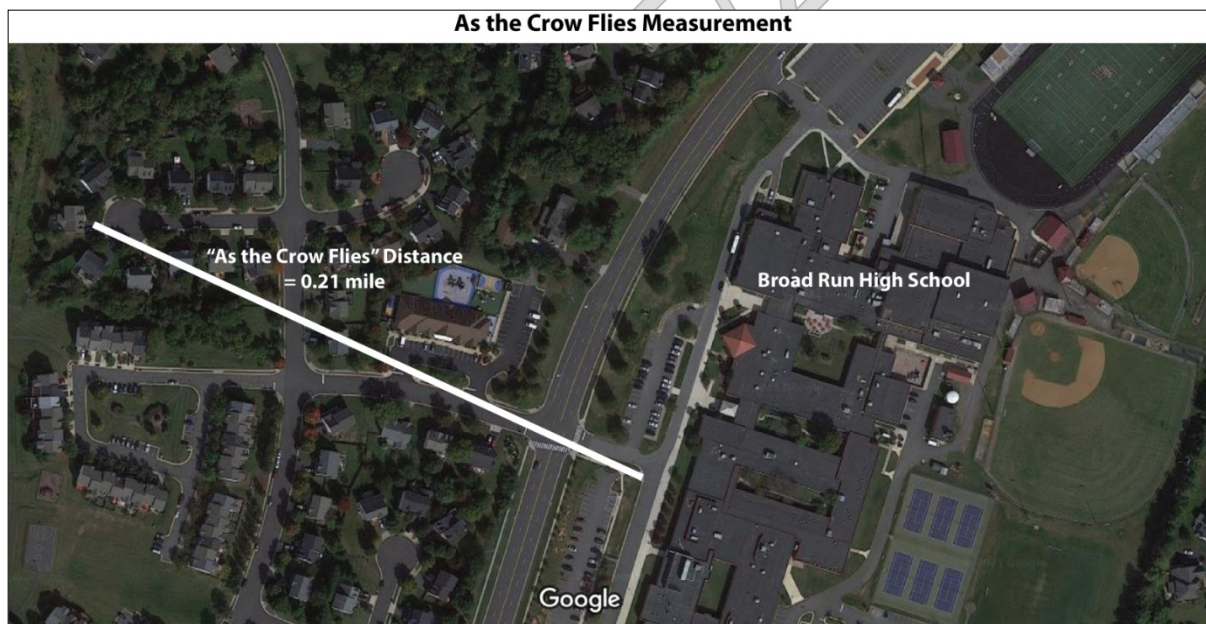 As the Crow Flies Measurement
"As the Crow Flies" Distance
= 0.21 mile
Broad Run High School
Google